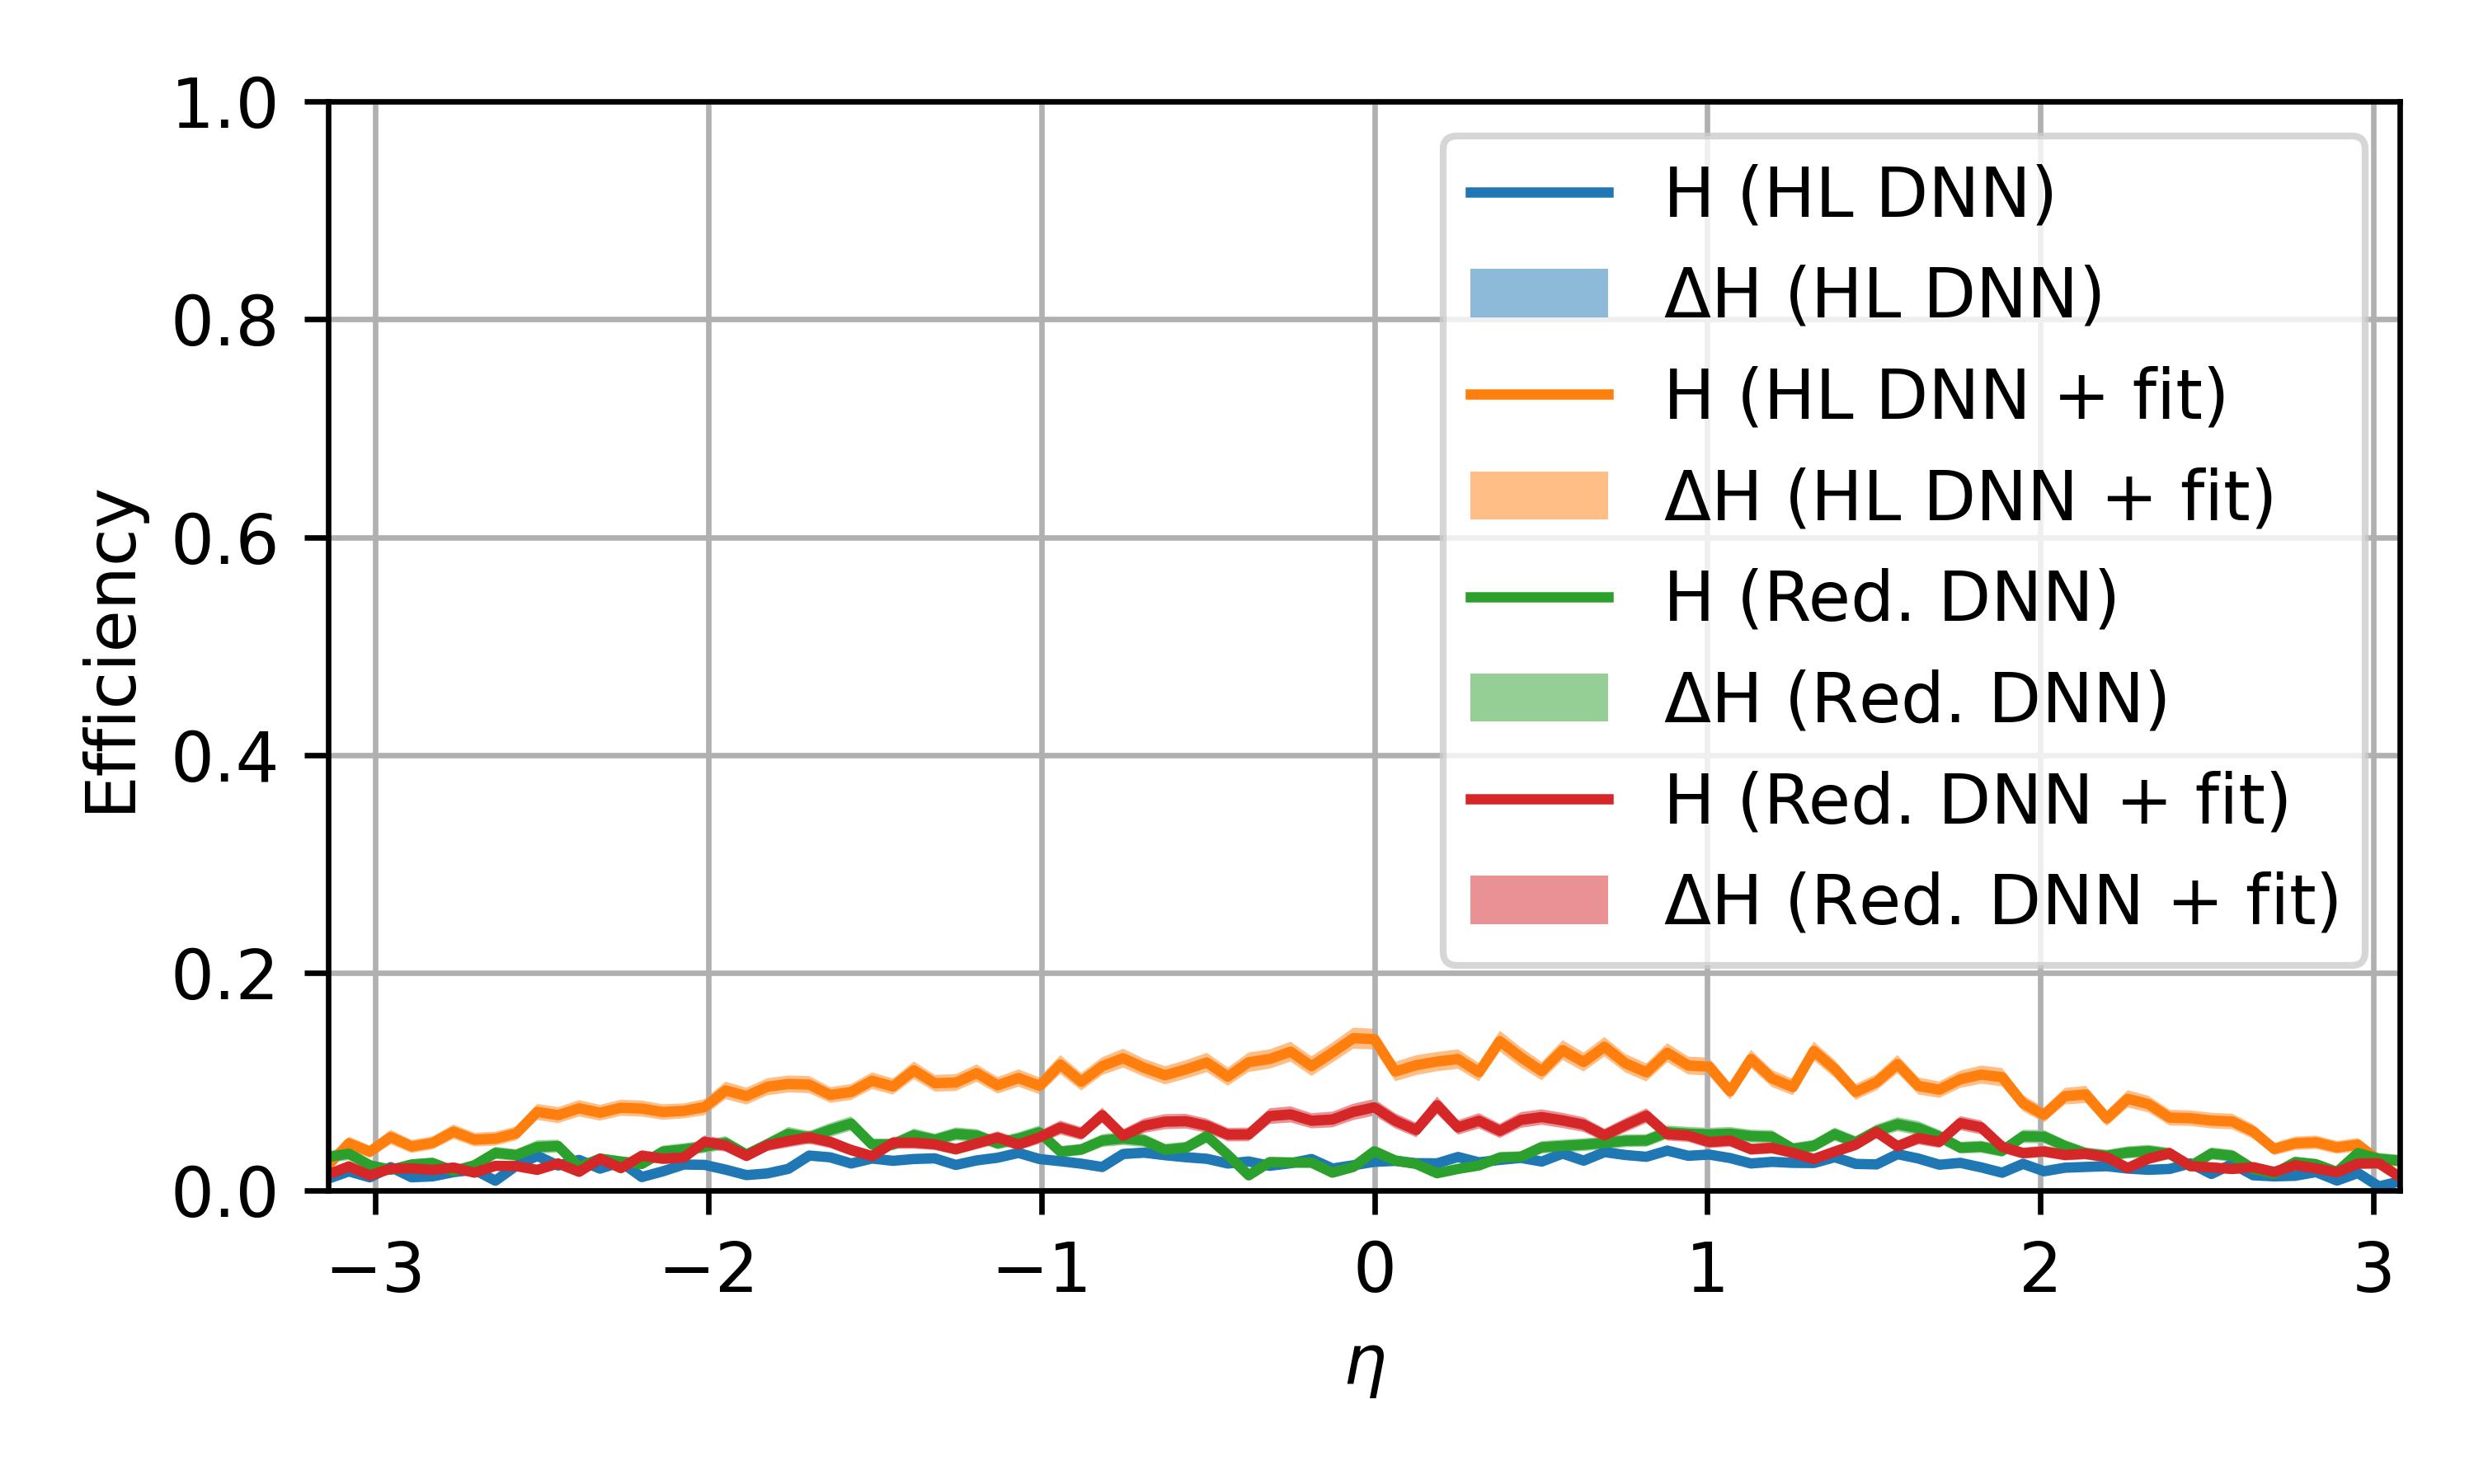 1.0
0.8
0.6
0.4
0.2
0.0
Efficiency
H (HL DNN)
ΔH (HL DNN)
H (HL DNN + fit)
ΔH (HL DNN + fit)
H (Red. DNN)
ΔH (Red. DNN)
H (Red. DNN + fit)
ΔH (Red. DNN + fit)
−3 −2 −1 0 1 2 3
η